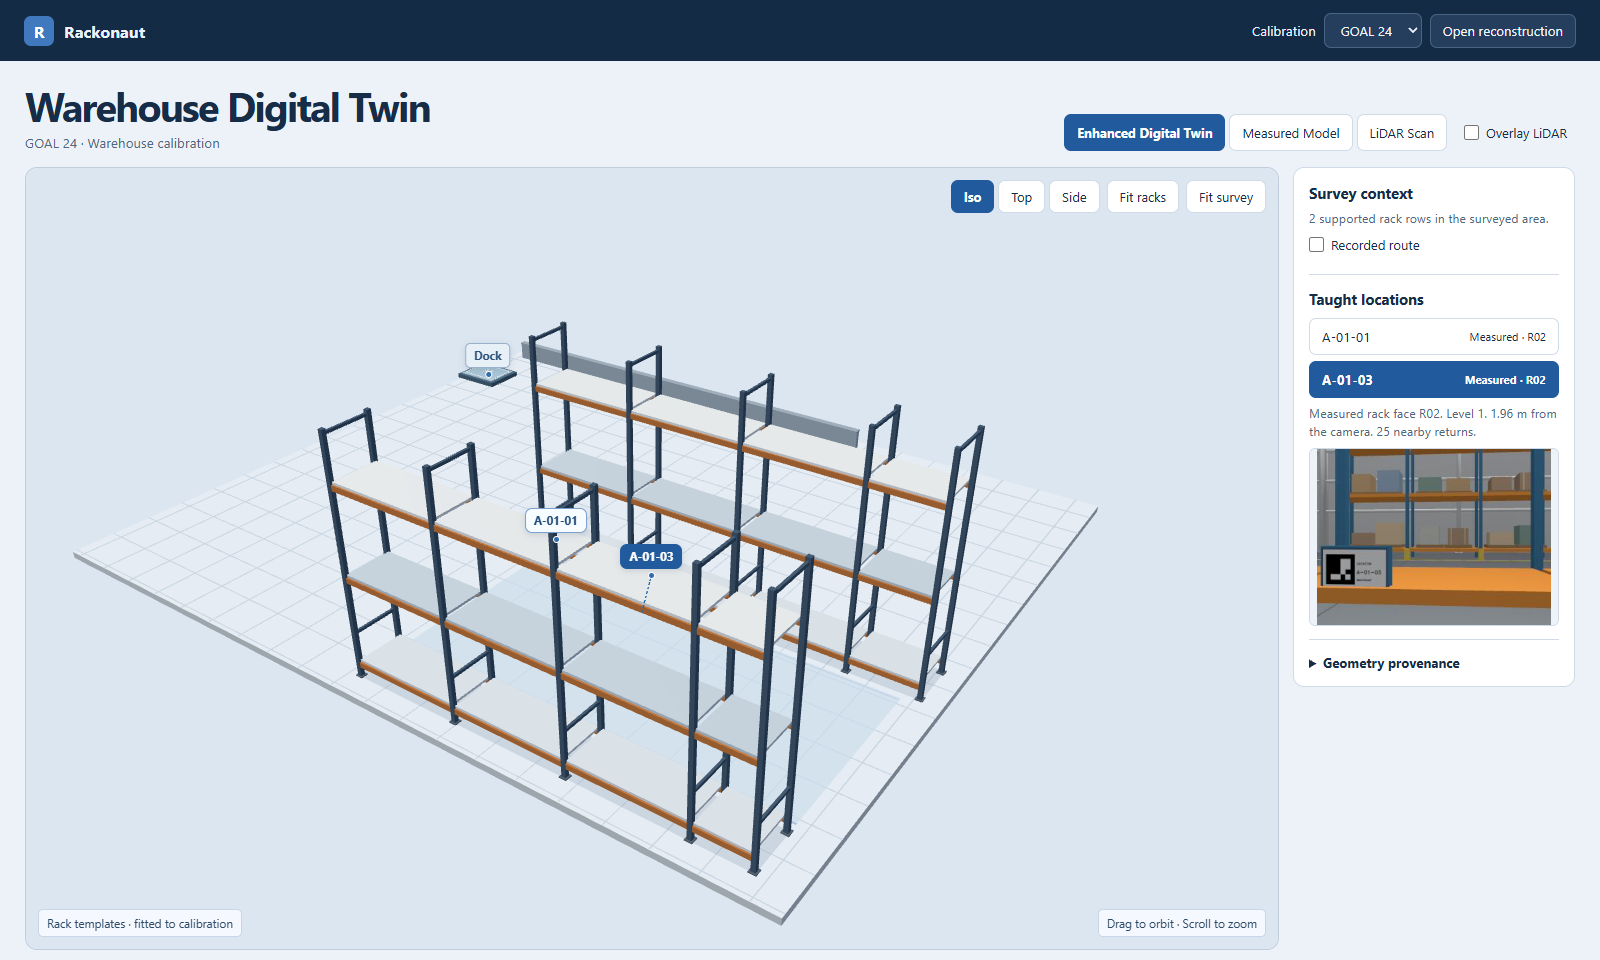 R Rackonaut
Calibration GOAL 24 Open reconstruction
Warehouse Digital Twin
GOAL 24 · Warehouse calibration
Enhanced Digital Twin Measured Model LiDAR Scan Overlay LiDAR
Iso Top Side Fit racks Fit survey
Dock
A-01-01
A-01-03
Rack templates · fitted to calibration
Drag to orbit · Scroll to zoom
Survey context
2 supported rack rows in the surveyed area.
Recorded route
Taught locations
A-01-01 Measured · R02
A-01-03 Measured · R02
Measured rack face R02. Level 1. 1.96 m from
the camera. 25 nearby returns.
A-01-03
Geometry provenance